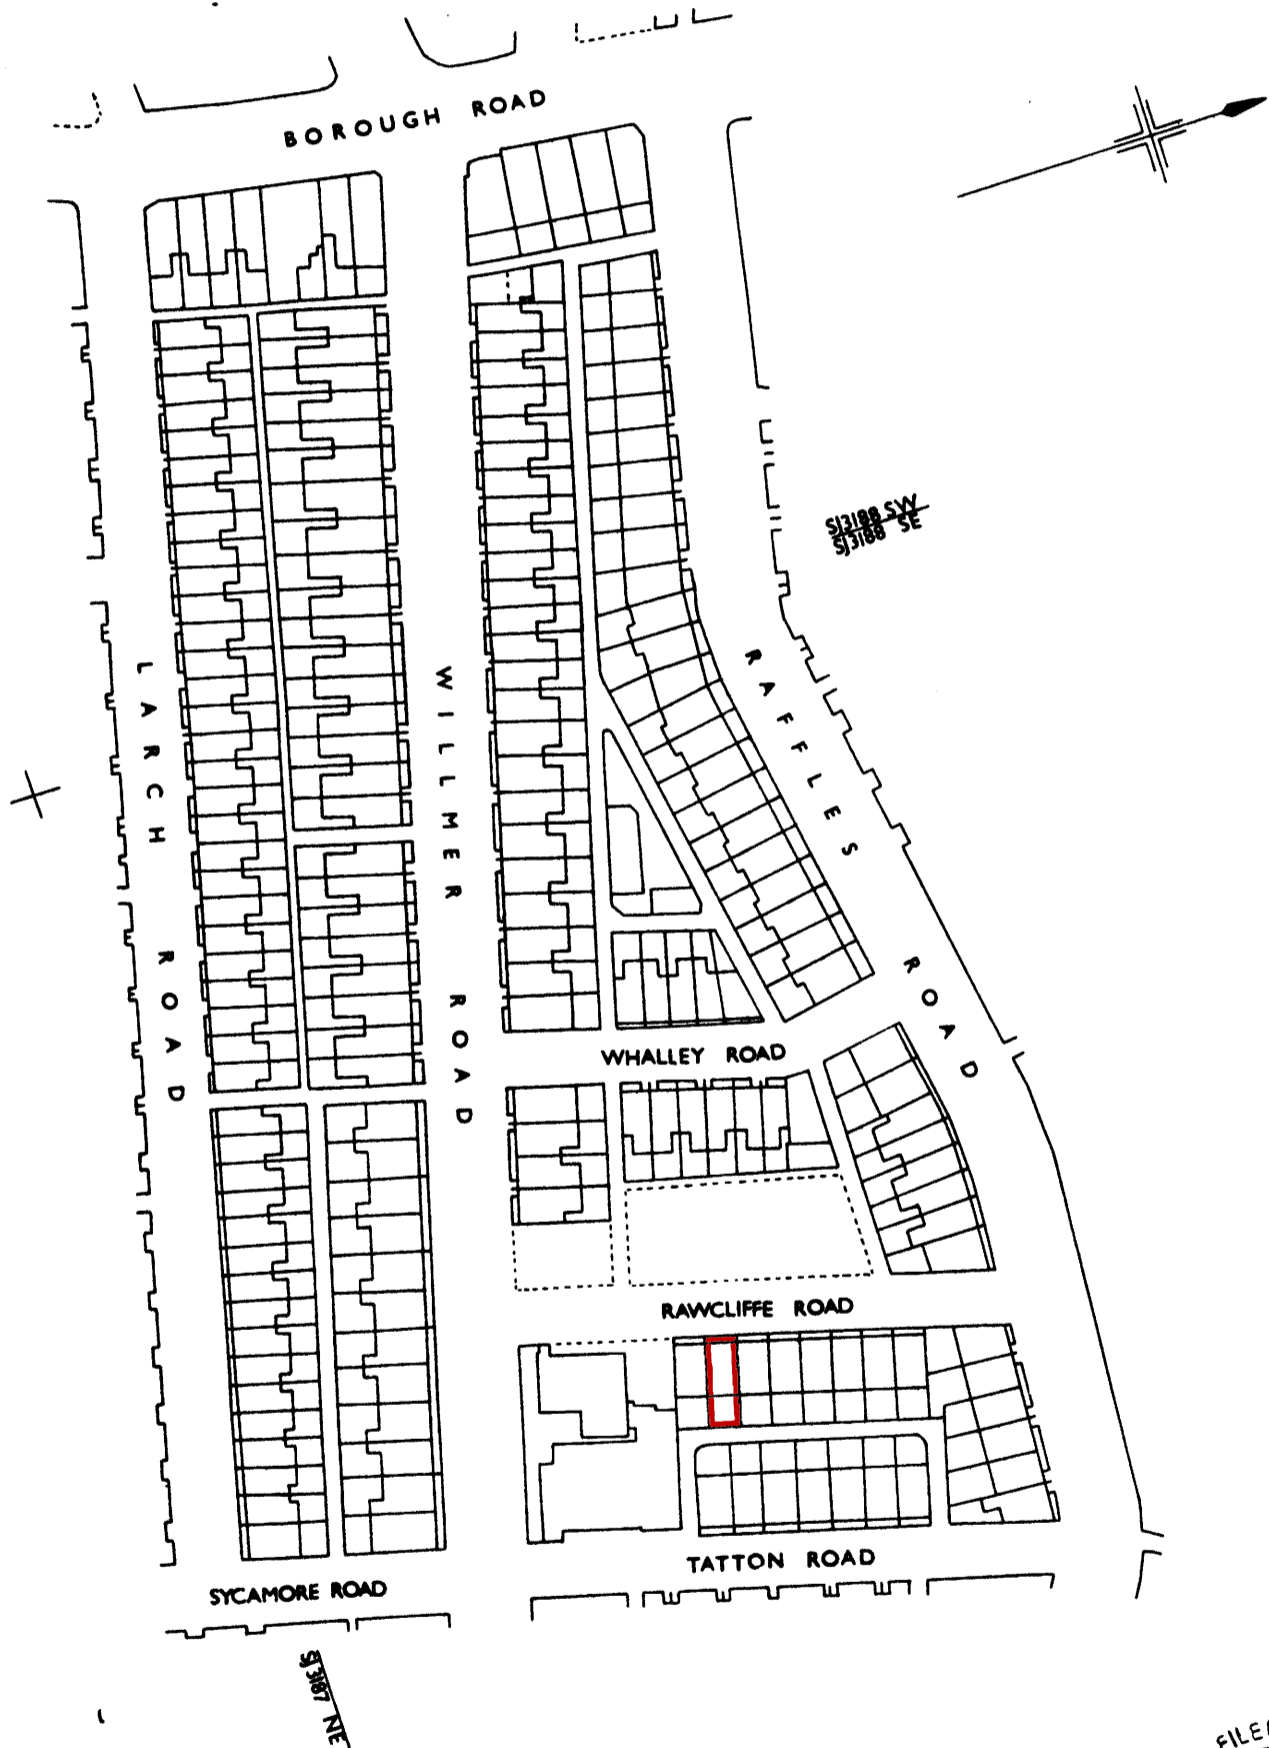 BOROUGH ROAD
SJ3188 SW
SJ3188 SE
LARCH ROAD
WILLMER ROAD
RAFFLES ROAD
WHALLEY ROAD
RAWCLIFFE ROAD
TATTON ROAD
SYCAMORE ROAD
SJ3187 NE